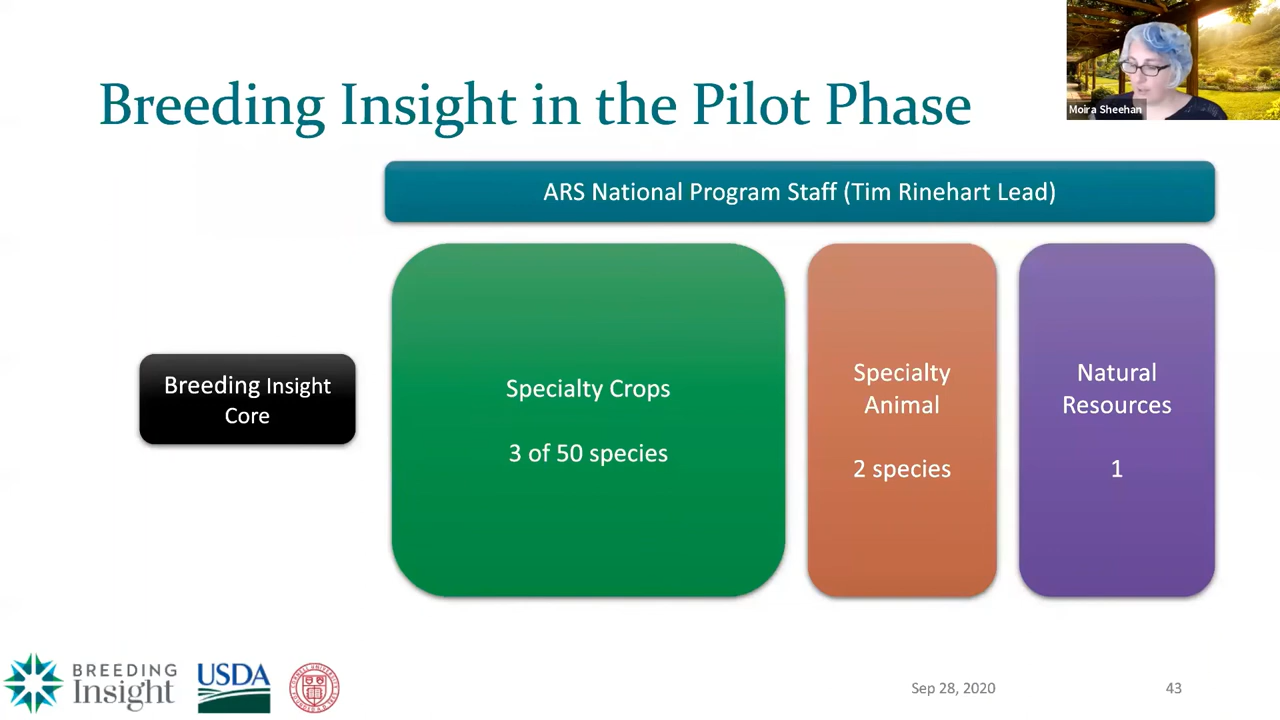 Breeding Insight in the Pilot Phase
Moira Sheehan
ARS National Program Staff (Tim Rinehart Lead)
Breeding Insight
Core
Specialty Crops
3 of 50 species
Specialty
Animal
2 species
Natural
Resources
1
BREEDING
Insight
USDA
Sep 28, 2020
43